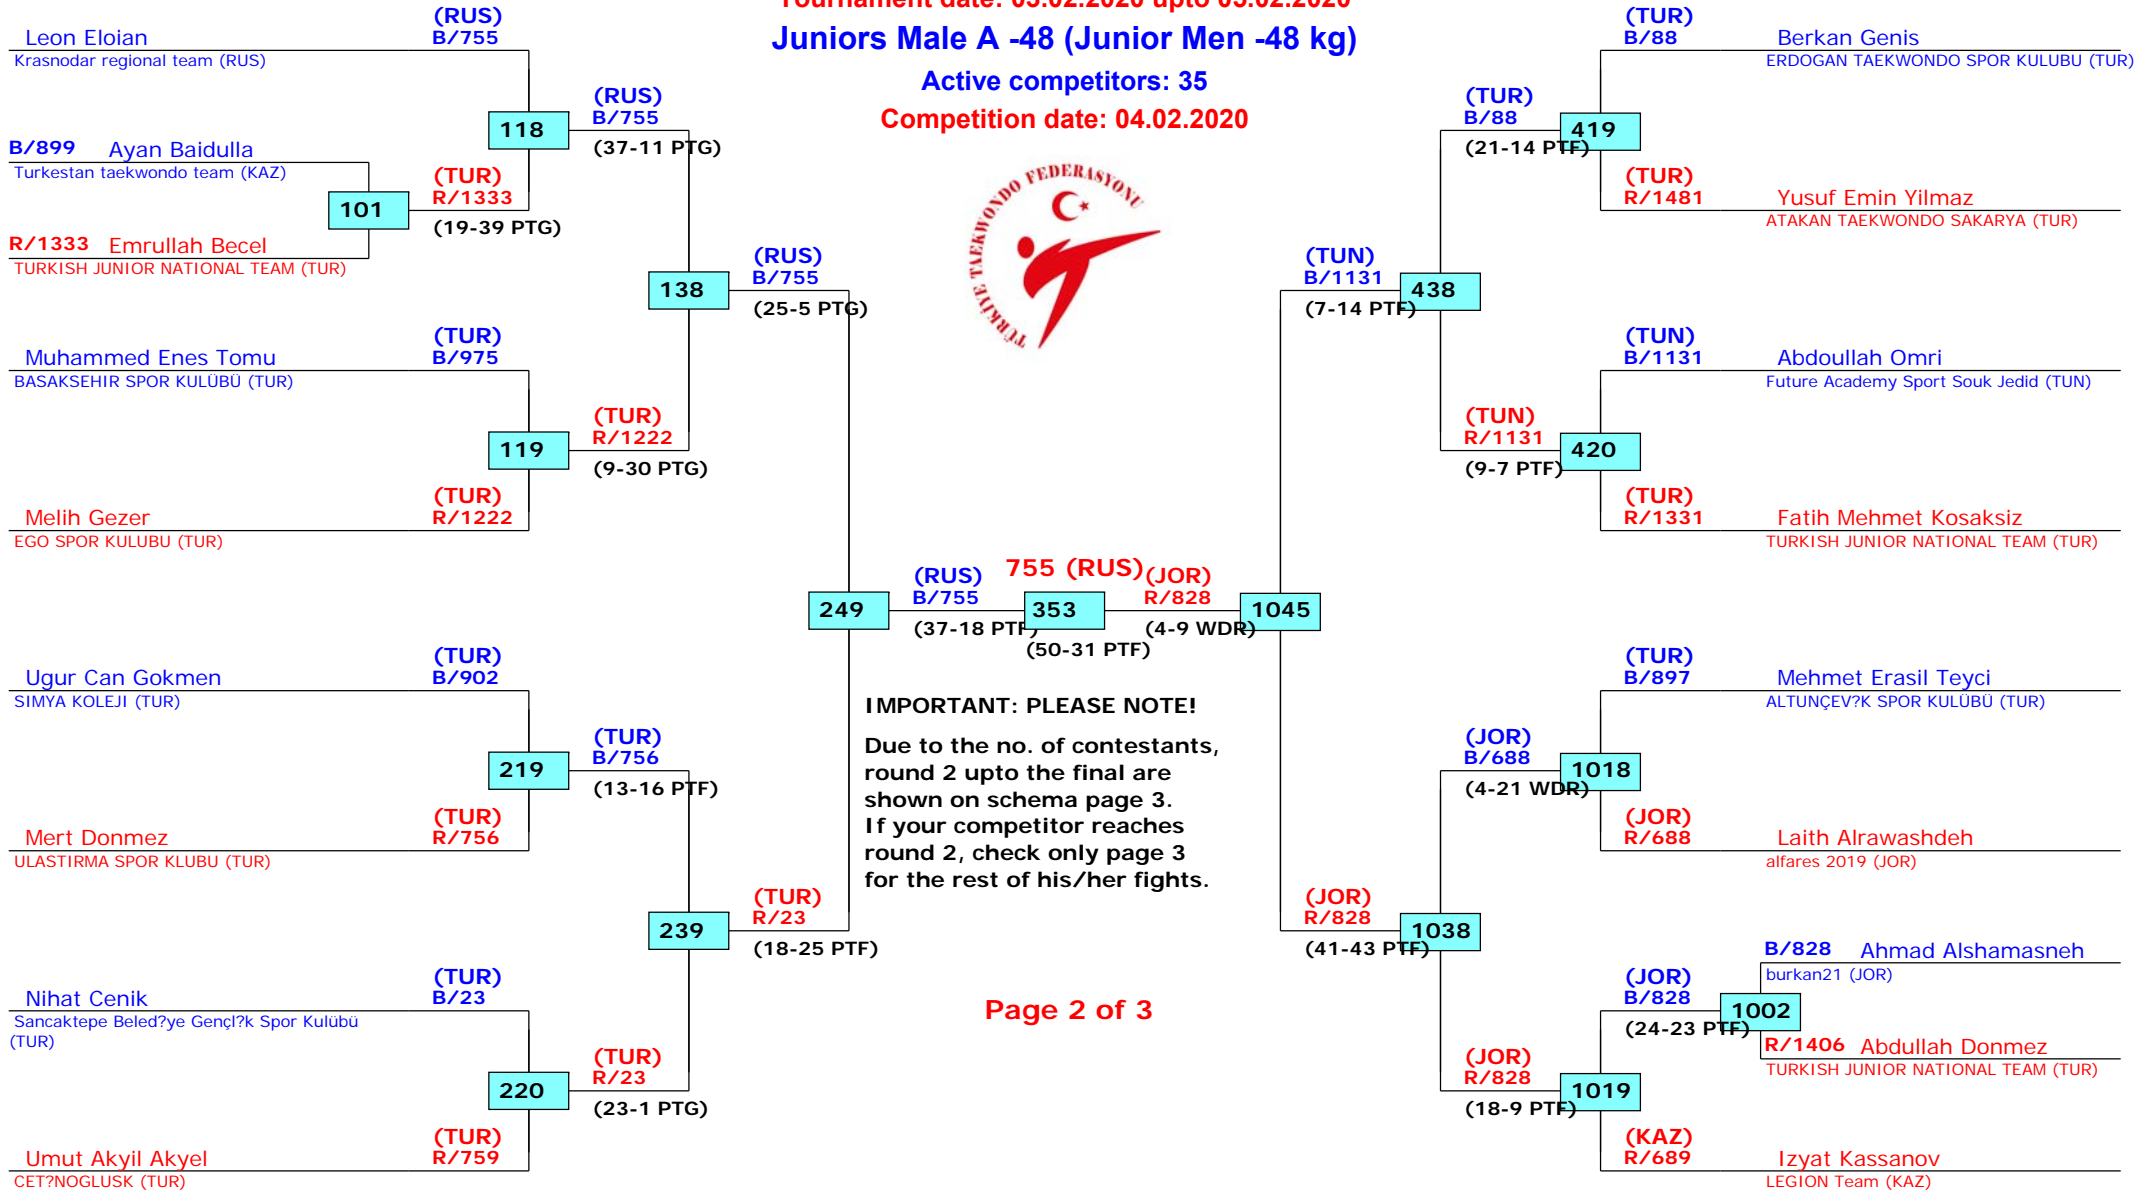 Tournament date: 03.02.2020 upto 05.02.2020
Juniors Male A -48 (Junior Men -48 kg)
Active competitors: 35
Competition date: 04.02.2020
TÜRKİYE TAEKWONDO FEDERASYONU
(RUS)
Leon Eloian B/755
Krasnodar regional team (RUS)
(RUS)
B/755
118
(37-11 PTG)
B/899 Ayan Baidulla
Turkestan taekwondo team (KAZ)
(TUR)
R/1333
101
(19-39 PTG)
R/1333 Emrullah Becel
TURKISH JUNIOR NATIONAL TEAM (TUR)
(RUS)
B/755
138
(25-5 PTG)
(TUR)
Muhammed Enes Tomu B/975
BASAKSEHIR SPOR KULÜBÜ (TUR)
(TUR)
R/1222
119
(9-30 PTG)
(TUR)
Melih Gezer R/1222
EGO SPOR KULUBU (TUR)
(RUS)
B/755
249
(37-18 PTF)
(TUR)
Ugur Can Gokmen B/902
SIMYA KOLEJI (TUR)
(TUR)
B/756
219
(13-16 PTF)
(TUR)
Mert Donmez R/756
ULASTIRMA SPOR KLUBU (TUR)
(TUR)
R/23
239
(18-25 PTF)
(TUR)
Nihat Cenik B/23
Sancaktepe Beled?ye Gençl?k Spor Kulübü
(TUR)
(TUR)
R/23
220
(23-1 PTG)
(TUR)
Umut Akyil Akyel R/759
CET?NOGLUSK (TUR)
755 (RUS)
353
(50-31 PTF)
(JOR)
R/828
1045
(4-9 WDR)
IMPORTANT: PLEASE NOTE!
Due to the no. of contestants,
round 2 upto the final are
shown on schema page 3.
If your competitor reaches
round 2, check only page 3
for the rest of his/her fights.
Page 2 of 3
(TUR)
B/88 Berkan Genis
ERDOGAN TAEKWONDO SPOR KULUBU (TUR)
(TUR)
B/88
419
(21-14 PTF)
(TUR)
R/1481 Yusuf Emin Yilmaz
ATAKAN TAEKWONDO SAKARYA (TUR)
(TUN)
B/1131
438
(7-14 PTF)
(TUN)
B/1131 Abdoullah Omri
Future Academy Sport Souk Jedid (TUN)
(TUN)
R/1131
420
(9-7 PTF)
(TUR)
R/1331 Fatih Mehmet Kosaksiz
TURKISH JUNIOR NATIONAL TEAM (TUR)
(TUR)
B/897 Mehmet Erasil Teyci
ALTUNÇEV?K SPOR KULÜBÜ (TUR)
(JOR)
B/688
1018
(4-21 WDR)
(JOR)
R/688 Laith Alrawashdeh
alfares 2019 (JOR)
(JOR)
R/828
1038
(41-43 PTF)
B/828 Ahmad Alshamasneh
burkan21 (JOR)
(JOR)
B/828
1002
(24-23 PTF)
R/1406 Abdullah Donmez
TURKISH JUNIOR NATIONAL TEAM (TUR)
(JOR)
R/828
1019
(18-9 PTF)
(KAZ)
R/689 Izyat Kassanov
LEGION Team (KAZ)